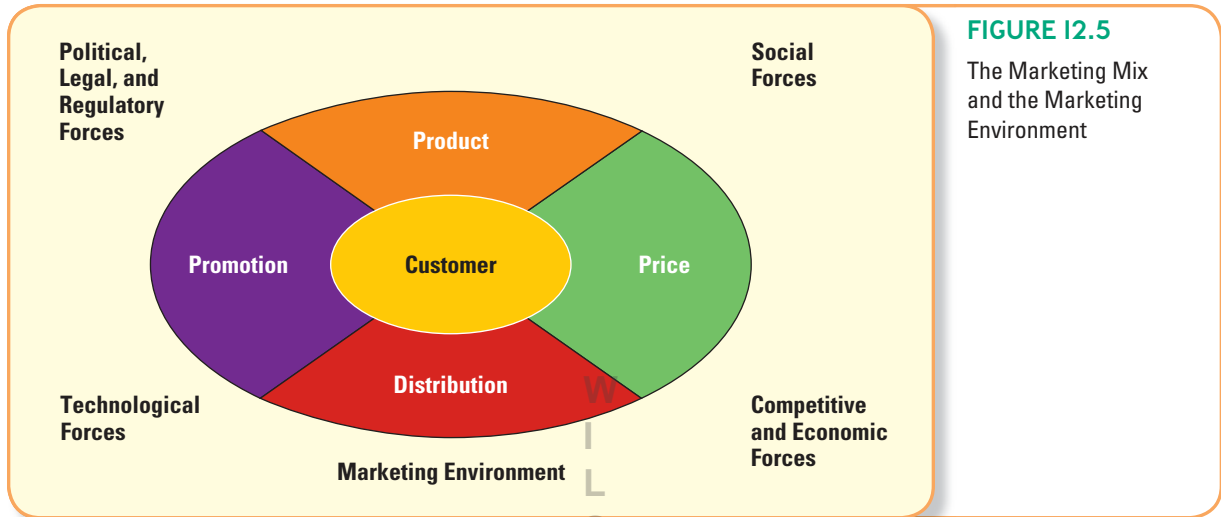 Political,
Legal, and
Regulatory
Forces
Social
Forces
FIGURE 12.5
The Marketing Mix
and the Marketing
Environment
Product
Promotion
Customer
Price
Distribution
Technological
Forces
Competitive
and Economic
Forces
Marketing Environment
W
I
L